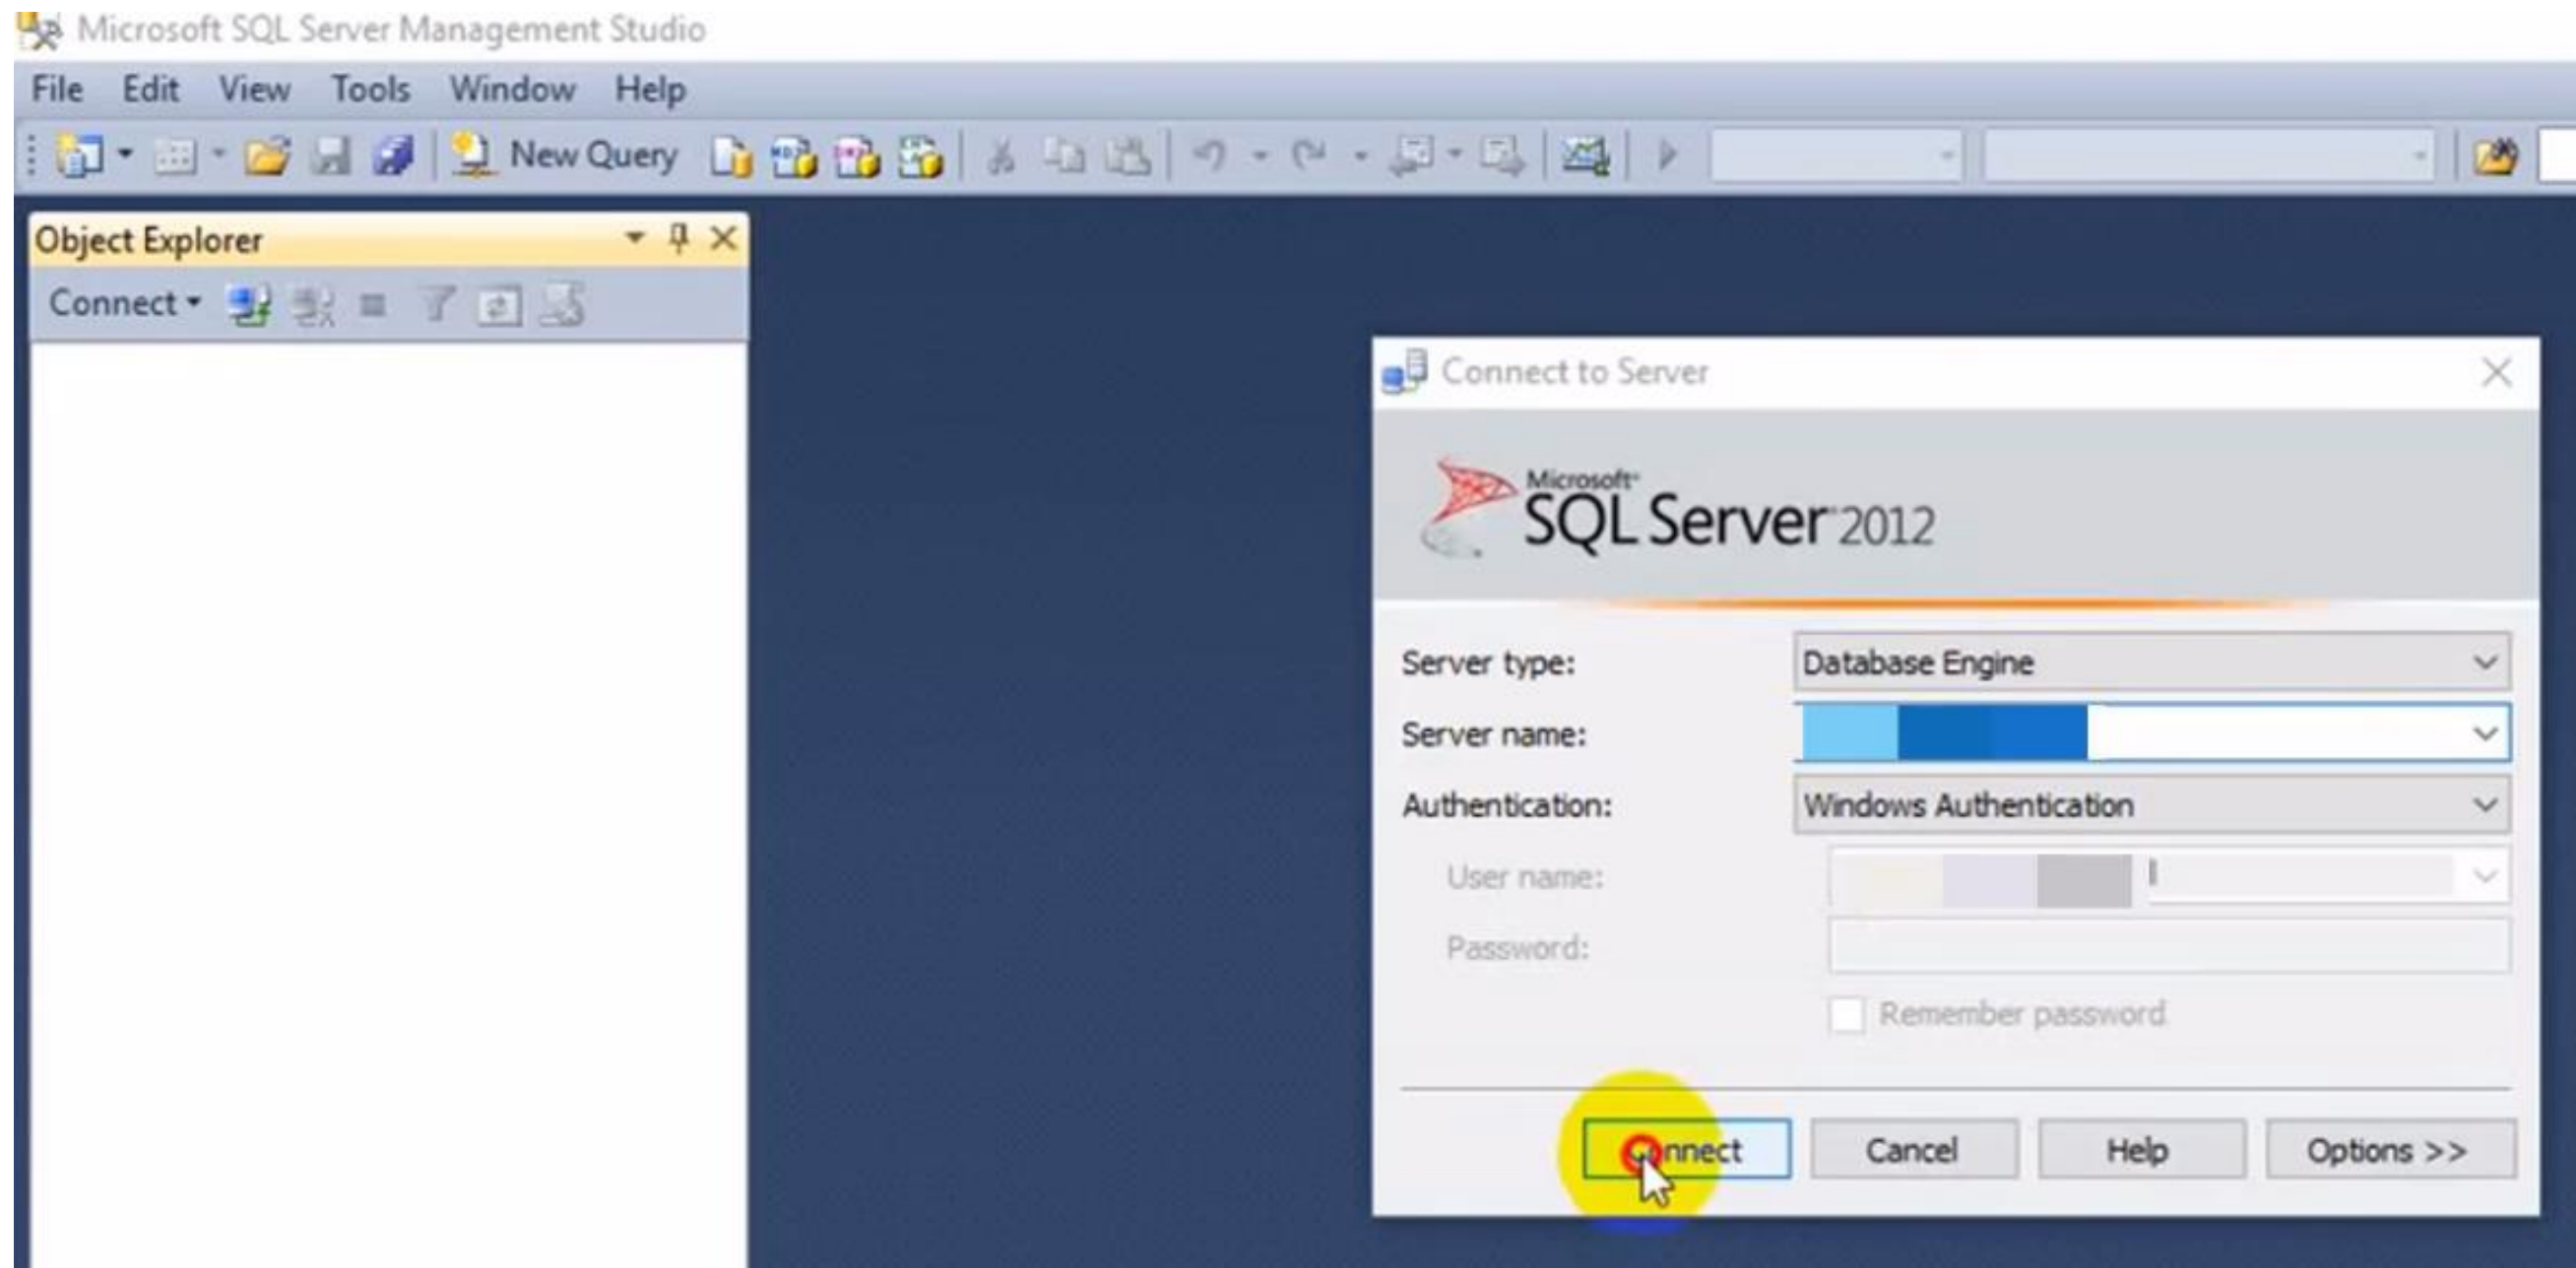 Microsoft SQL Server Management Studio
File Edit View Tools Window Help
New Query
Object Explorer
Connect
Connect to Server
Microsoft
SQL Server 2012
Server type: Database Engine
Server name:
Authentication: Windows Authentication
User name:
Password:
Remember password
Connect Cancel Help Options >>